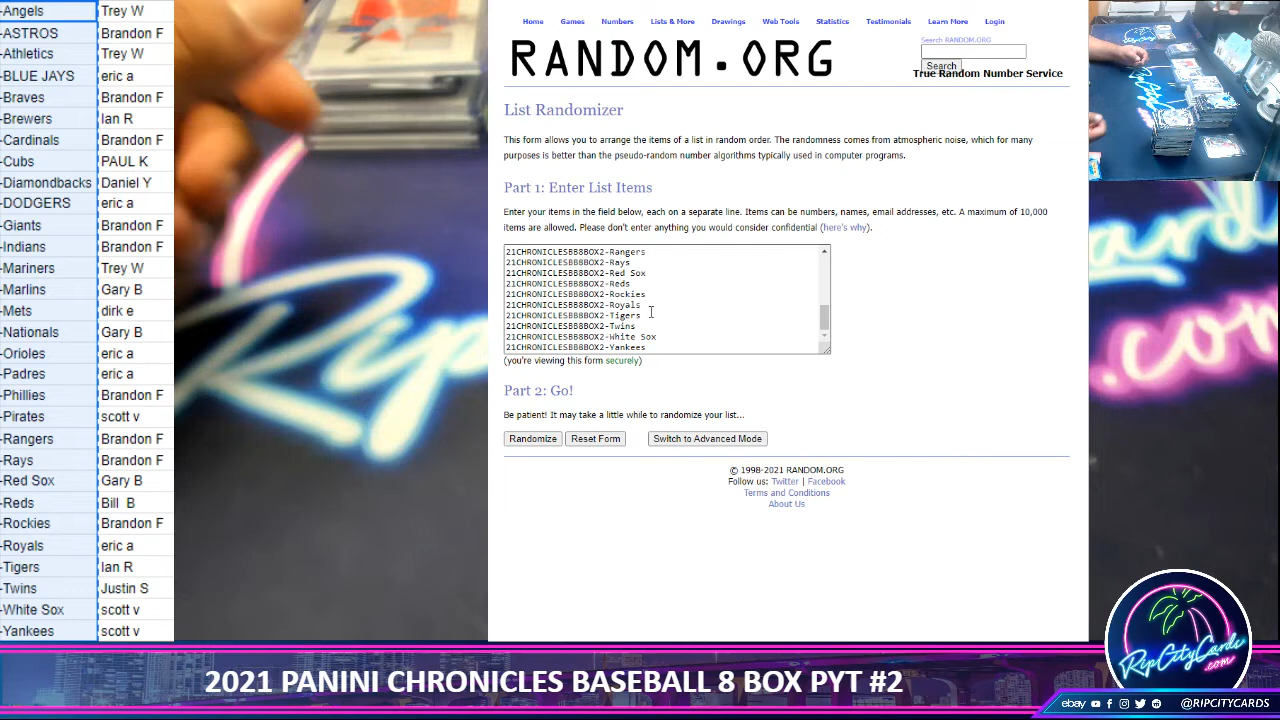 -Angels Trey W
-ASTROS Brandon F
-Athletics Trey W
-BLUE JAYS eric a
-Braves Brandon F
-Brewers Ian R
-Cardinals Brandon F
-Cubs PAUL K
-Diamondbacks Daniel Y
-DODGERS eric a
-Giants Brandon F
-Indians Brandon F
-Mariners Trey W
-Marlins Gary B
-Mets dirk e
-Nationals Gary B
-Orioles eric a
-Padres eric a
-Phillies Brandon F
-Pirates scott v
-Rangers Brandon F
-Rays Brandon F
-Red Sox Gary B
-Reds Bill B
-Rockies Brandon F
-Royals eric a
-Tigers Ian R
-Twins Justin S
-White Sox scott v
-Yankees scott v
Home Games Numbers Lists & More Drawings Web Tools Statistics Testimonials Learn More Login
RANDOM.ORG
Search RANDOM.ORG
Search
True Random Number Service
List Randomizer
This form allows you to arrange the items of a list in random order. The randomness comes from atmospheric noise, which for many
purposes is better than the pseudo-random number algorithms typically used in computer programs.
Part 1: Enter List Items
Enter your items in the field below, each on a separate line. Items can be numbers, names, email addresses, etc. A maximum of 10,000
items are allowed. Please don't enter anything you would consider confidential (here's why).
21CHRONICLESBB8BOX2-Rangers
21CHRONICLESBB8BOX2-Rays
21CHRONICLESBB8BOX2-Red Sox
21CHRONICLESBB8BOX2-Reds
21CHRONICLESBB8BOX2-Rockies
21CHRONICLESBB8BOX2-Royals
21CHRONICLESBB8BOX2-Tigers
21CHRONICLESBB8BOX2-Twins
21CHRONICLESBB8BOX2-White Sox
21CHRONICLESBB8BOX2-Yankees
(you're viewing this form securely)
Part 2: Go!
Be patient! It may take a little while to randomize your list...
Randomize Reset Form Switch to Advanced Mode
© 1998-2021 RANDOM.ORG
Follow us: Twitter | Facebook
Terms and Conditions
About Us
2021 PANINI CHRONICLES BASEBALL 8 BOX PYT #2
RipCityCards
.com
ebay @RIPCITYCARDS